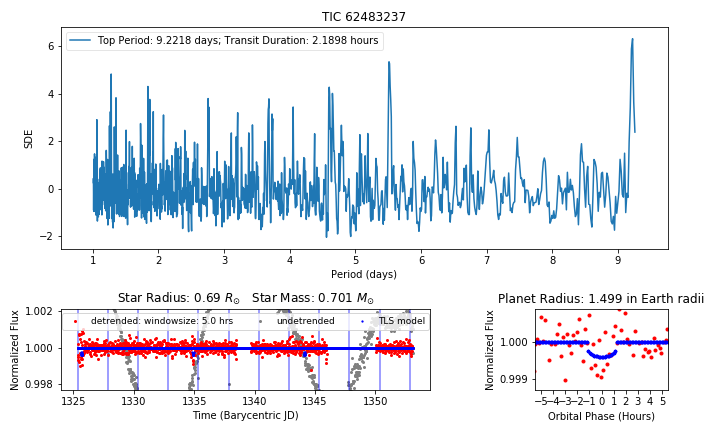 TIC 62483237
Top Period: 9.2218 days; Transit Duration: 2.1898 hours
SDE
6
4
2
0
−2
1 2 3 4 5 6 7 8 9
Period (days)
Star Radius: 0.69 R⊙ Star Mass: 0.701 M⊙
Normalized Flux
1.002
1.000
0.998
detrended: windowsize: 5.0 hrs undetrended TLS model
1325 1330 1335 1340 1345 1350
Time (Barycentric JD)
Planet Radius: 1.499 in Earth radii
Normalized Flux
1.000
0.999
−5 −4 −3 −2 −1 0 1 2 3 4 5
Orbital Phase (Hours)